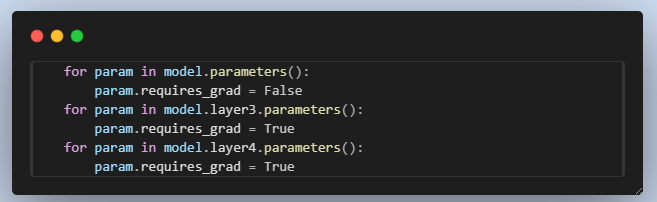 for param in model.parameters():
    param.requires_grad = False
for param in model.layer3.parameters():
    param.requires_grad = True
for param in model.layer4.parameters():
    param.requires_grad = True